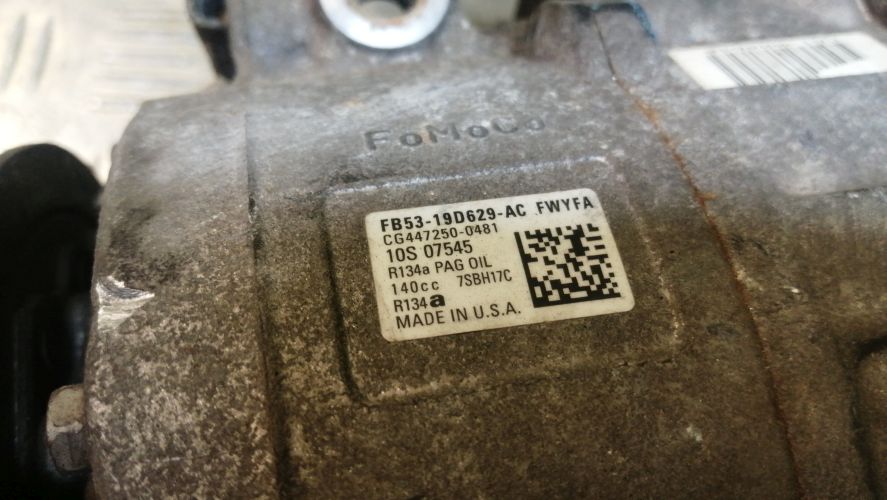 FoMoCo
FB53-19D629-AC FWYFA
CG447250-0481
10S 07545
R134a PAG OIL
140cc 7SBH17C
R134a
MADE IN U.S.A.